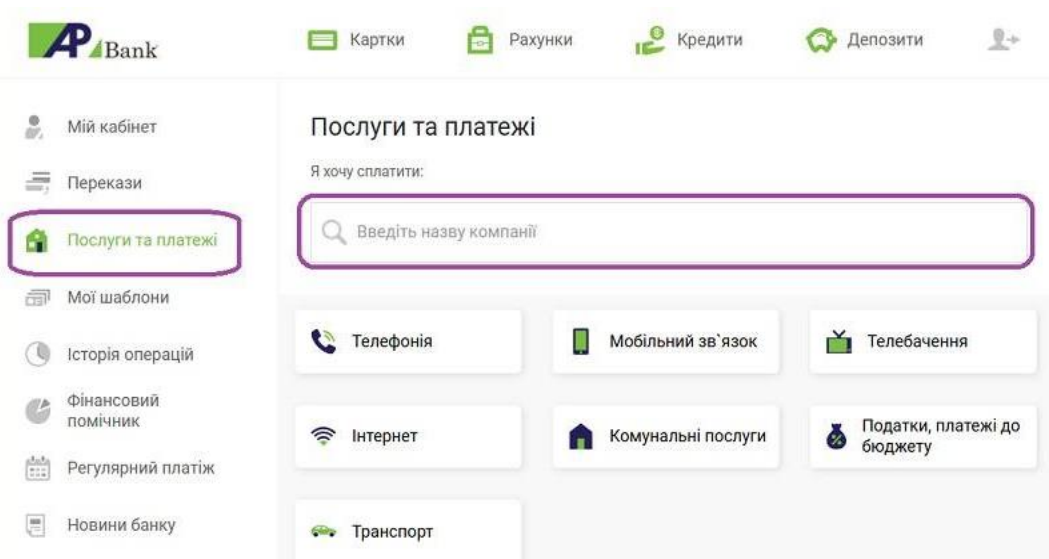 AP Bank
Картки
Рахунки
Кредити
Депозити
Мій кабінет
Перекази
Послуги та платежі
Мої шаблони
Історія операцій
Фінансовий
помічник
Регулярний платіж
Новини банку
Послуги та платежі
Я хочу сплатити:
Введіть назву компанії
Телефонія
Мобільний зв`язок
Телебачення
Інтернет
Комунальні послуги
Податки, платежі до
бюджету
Транспорт